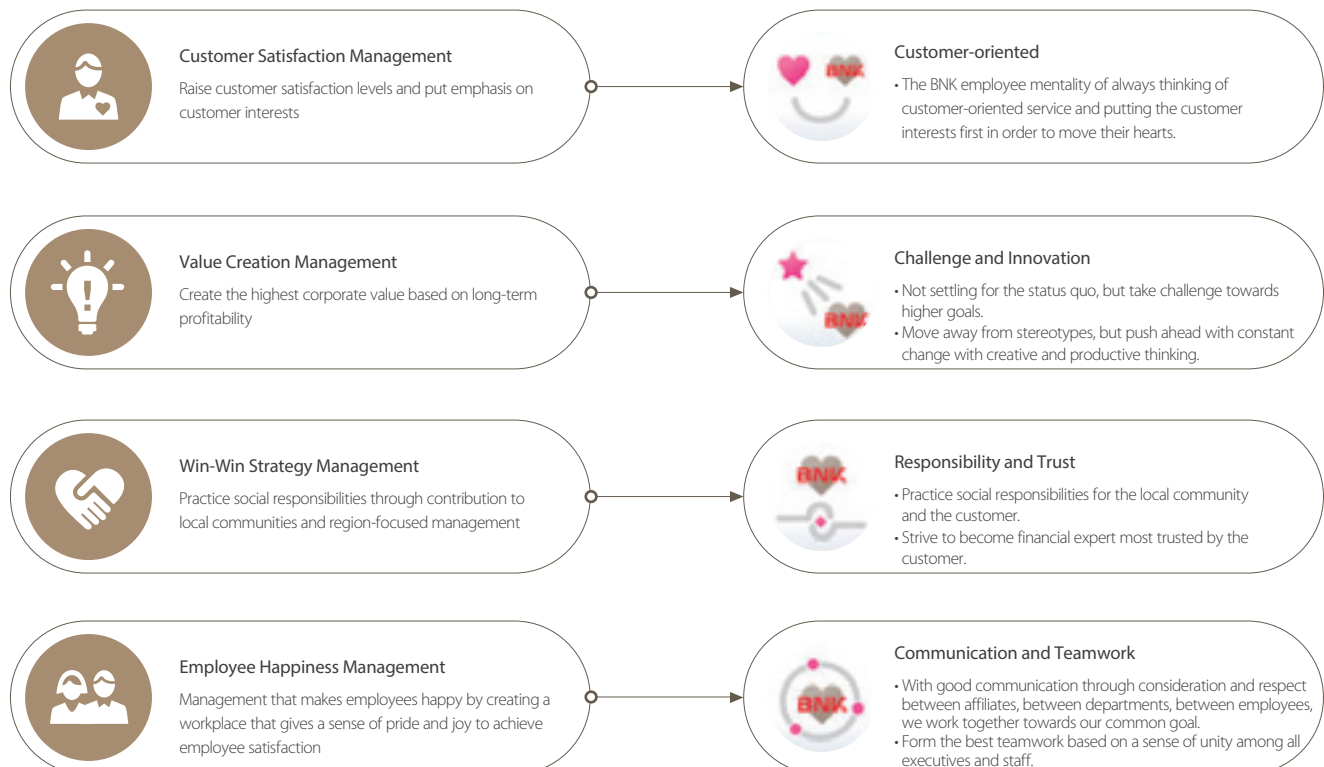 Customer Satisfaction Management
Raise customer satisfaction levels and put emphasis on
customer interests
BNK
Customer-oriented
• The BNK employee mentality of always thinking of
customer-oriented service and putting the customer
interests first in order to move their hearts.
Value Creation Management
Create the highest corporate value based on long-term
profitability
BNK
Challenge and Innovation
• Not settling for the status quo, but take challenge towards
higher goals.
• Move away from stereotypes, but push ahead with constant
change with creative and productive thinking.
Win-Win Strategy Management
Practice social responsibilities through contribution to
local communities and region-focused management
BNK
Responsibility and Trust
• Practice social responsibilities for the local community
and the customer.
• Strive to become financial expert most trusted by the
customer.
Employee Happiness Management
Management that makes employees happy by creating a
workplace that gives a sense of pride and joy to achieve
employee satisfaction
BNK
Communication and Teamwork
• With good communication through consideration and respect
between affiliates, between departments, between employees,
we work together towards our common goal.
• Form the best teamwork based on a sense of unity among all
executives and staff.